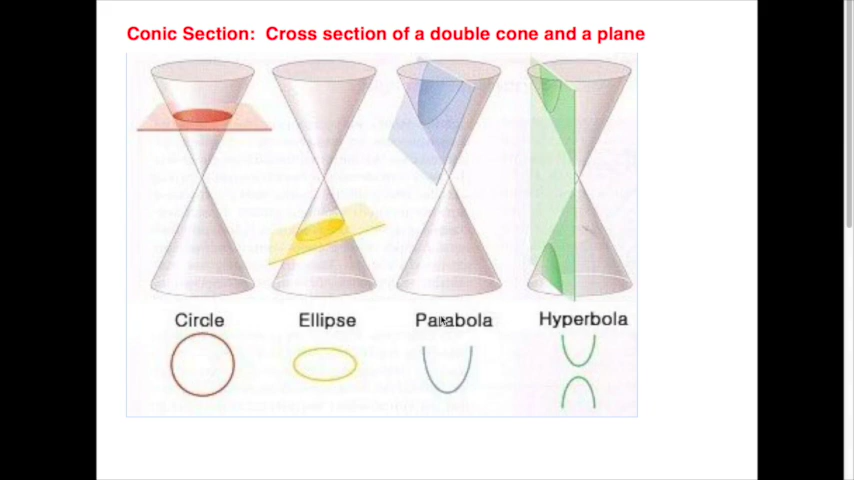 Conic Section:  Cross section of a double cone and a plane
Circle
Ellipse
Parabola
Hyperbola